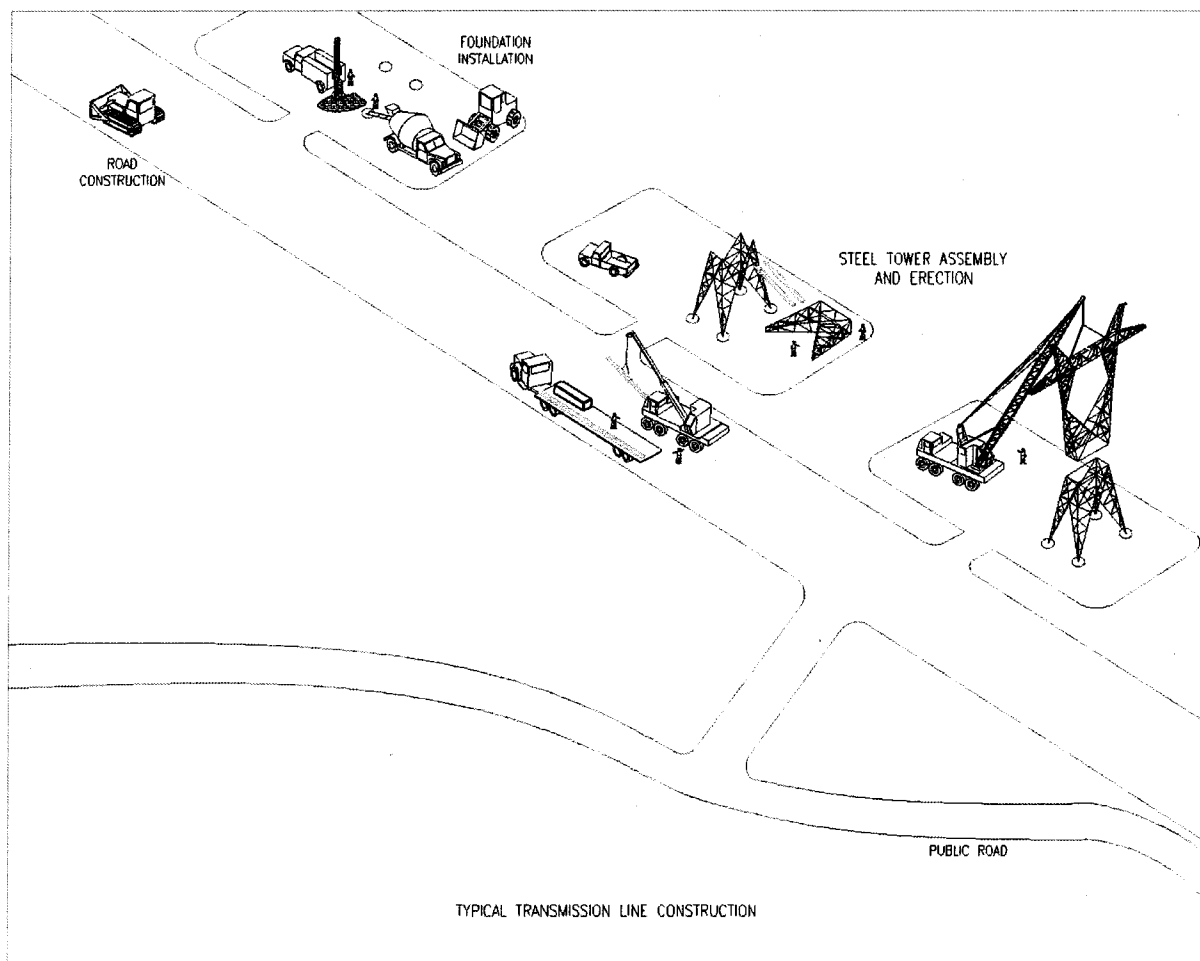 FOUNDATION
INSTALLATION
ROAD
CONSTRUCTION
STEEL TOWER ASSEMBLY
AND ERECTION
PUBLIC ROAD
TYPICAL TRANSMISSION LINE CONSTRUCTION